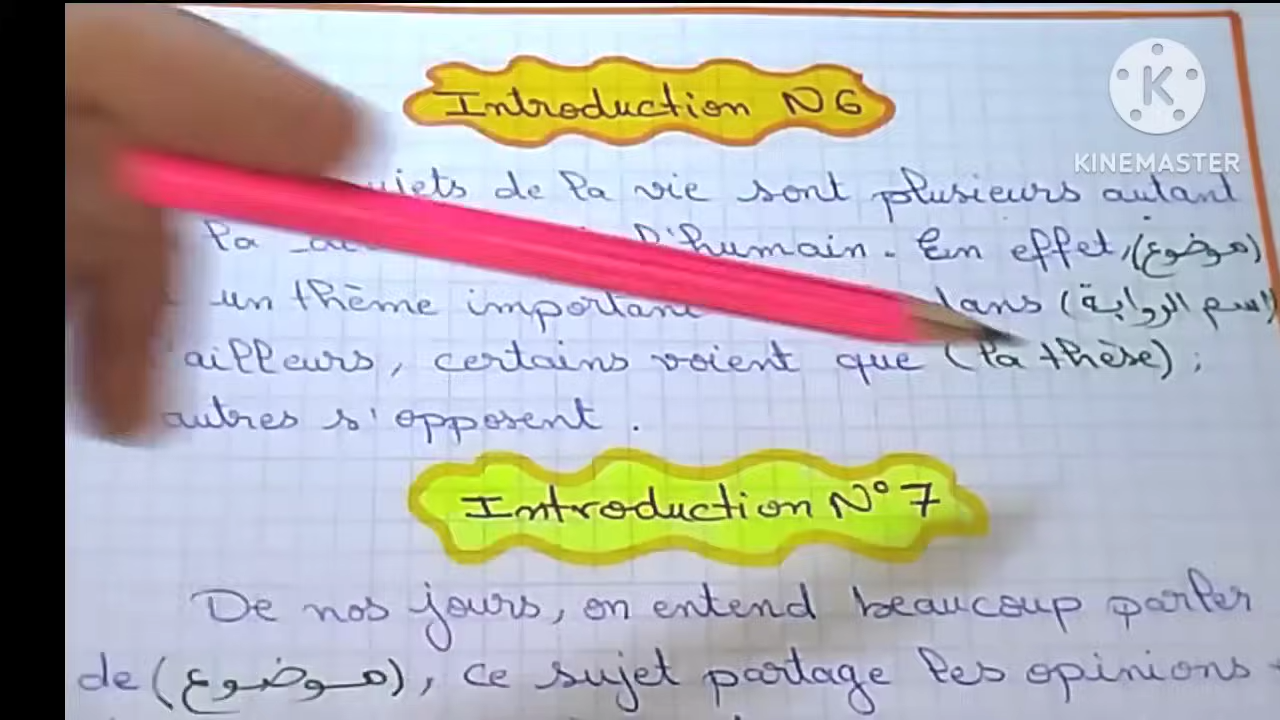 Introduction N 6
KINEMASTER
de la vie sont plusieurs autant
la l'humain. En effet, (موضوع)
un thème important dans (اسم الرواية)
ailleurs, certains voient que (la thèse) ;
autres s'opposent.
Introduction N° 7
De nos jours, on entend beaucoup parler
de (موضوع), ce sujet partage les opinions